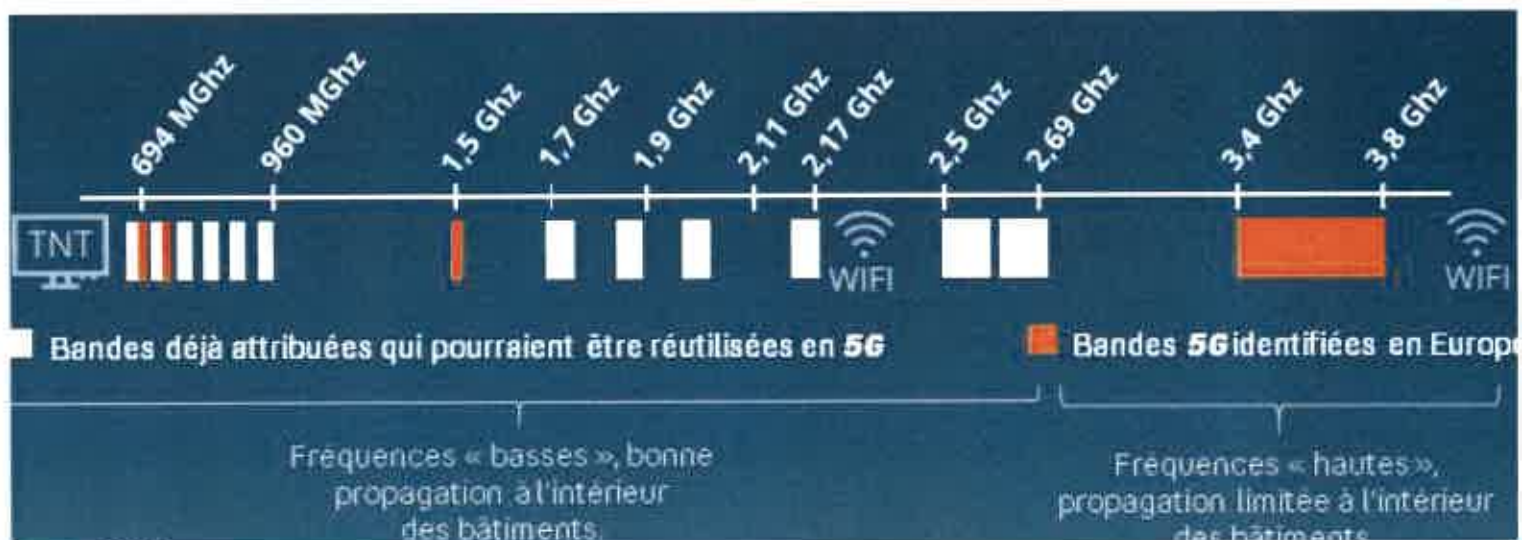 694 MGhz
960 MGhz
1,5 Ghz
1,7 Ghz
1,9 Ghz
2,11 Ghz
2,17 Ghz
2,5 Ghz
2,69 Ghz
3,4 Ghz
3,8 Ghz
TNT
WIFI
WIFI
Bandes déjà attribuées qui pourraient être réutilisées en 5G
Bandes 5G identifiées en Europe
Fréquences « basses », bonne
propagation à l'intérieur
des bâtiments.
Fréquences « hautes »,
propagation limitée à l'intérieur
des bâtiments